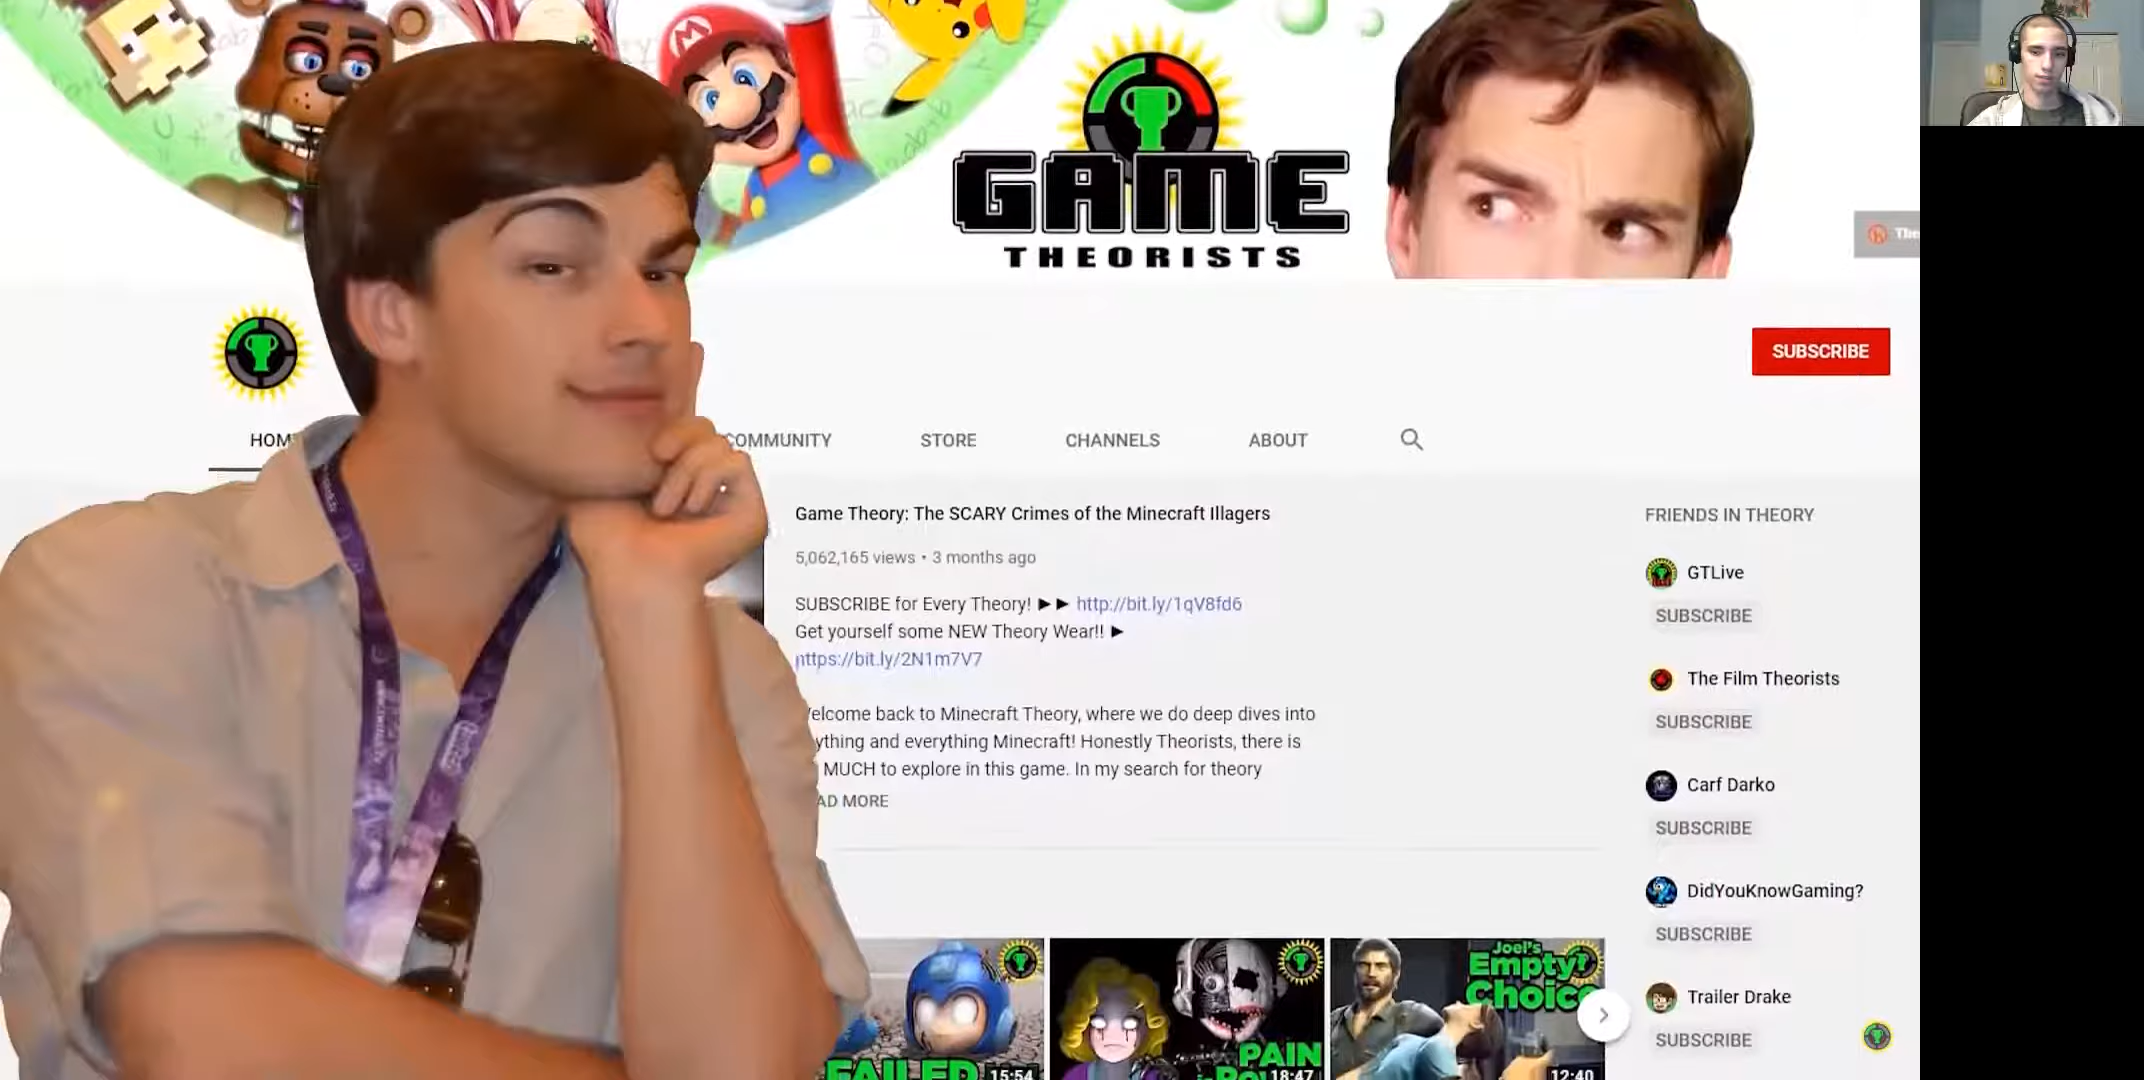 GAME
THEORISTS
The
SUBSCRIBE
HOM
COMMUNITY
STORE
CHANNELS
ABOUT
Game Theory: The SCARY Crimes of the Minecraft Illagers
5,062,165 views • 3 months ago
SUBSCRIBE for Every Theory! ►► http://bit.ly/1qV8fd6
Get yourself some NEW Theory Wear!! ►
https://bit.ly/2N1m7V7
elcome back to Minecraft Theory, where we do deep dives into
ything and everything Minecraft! Honestly Theorists, there is
MUCH to explore in this game. In my search for theory
AD MORE
FRIENDS IN THEORY
GTLive
SUBSCRIBE
The Film Theorists
SUBSCRIBE
Carf Darko
SUBSCRIBE
DidYouKnowGaming?
SUBSCRIBE
Trailer Drake
SUBSCRIBE
FAILED
15:54
PAIN
18:47
Joel's
Empty
Choic
12:40